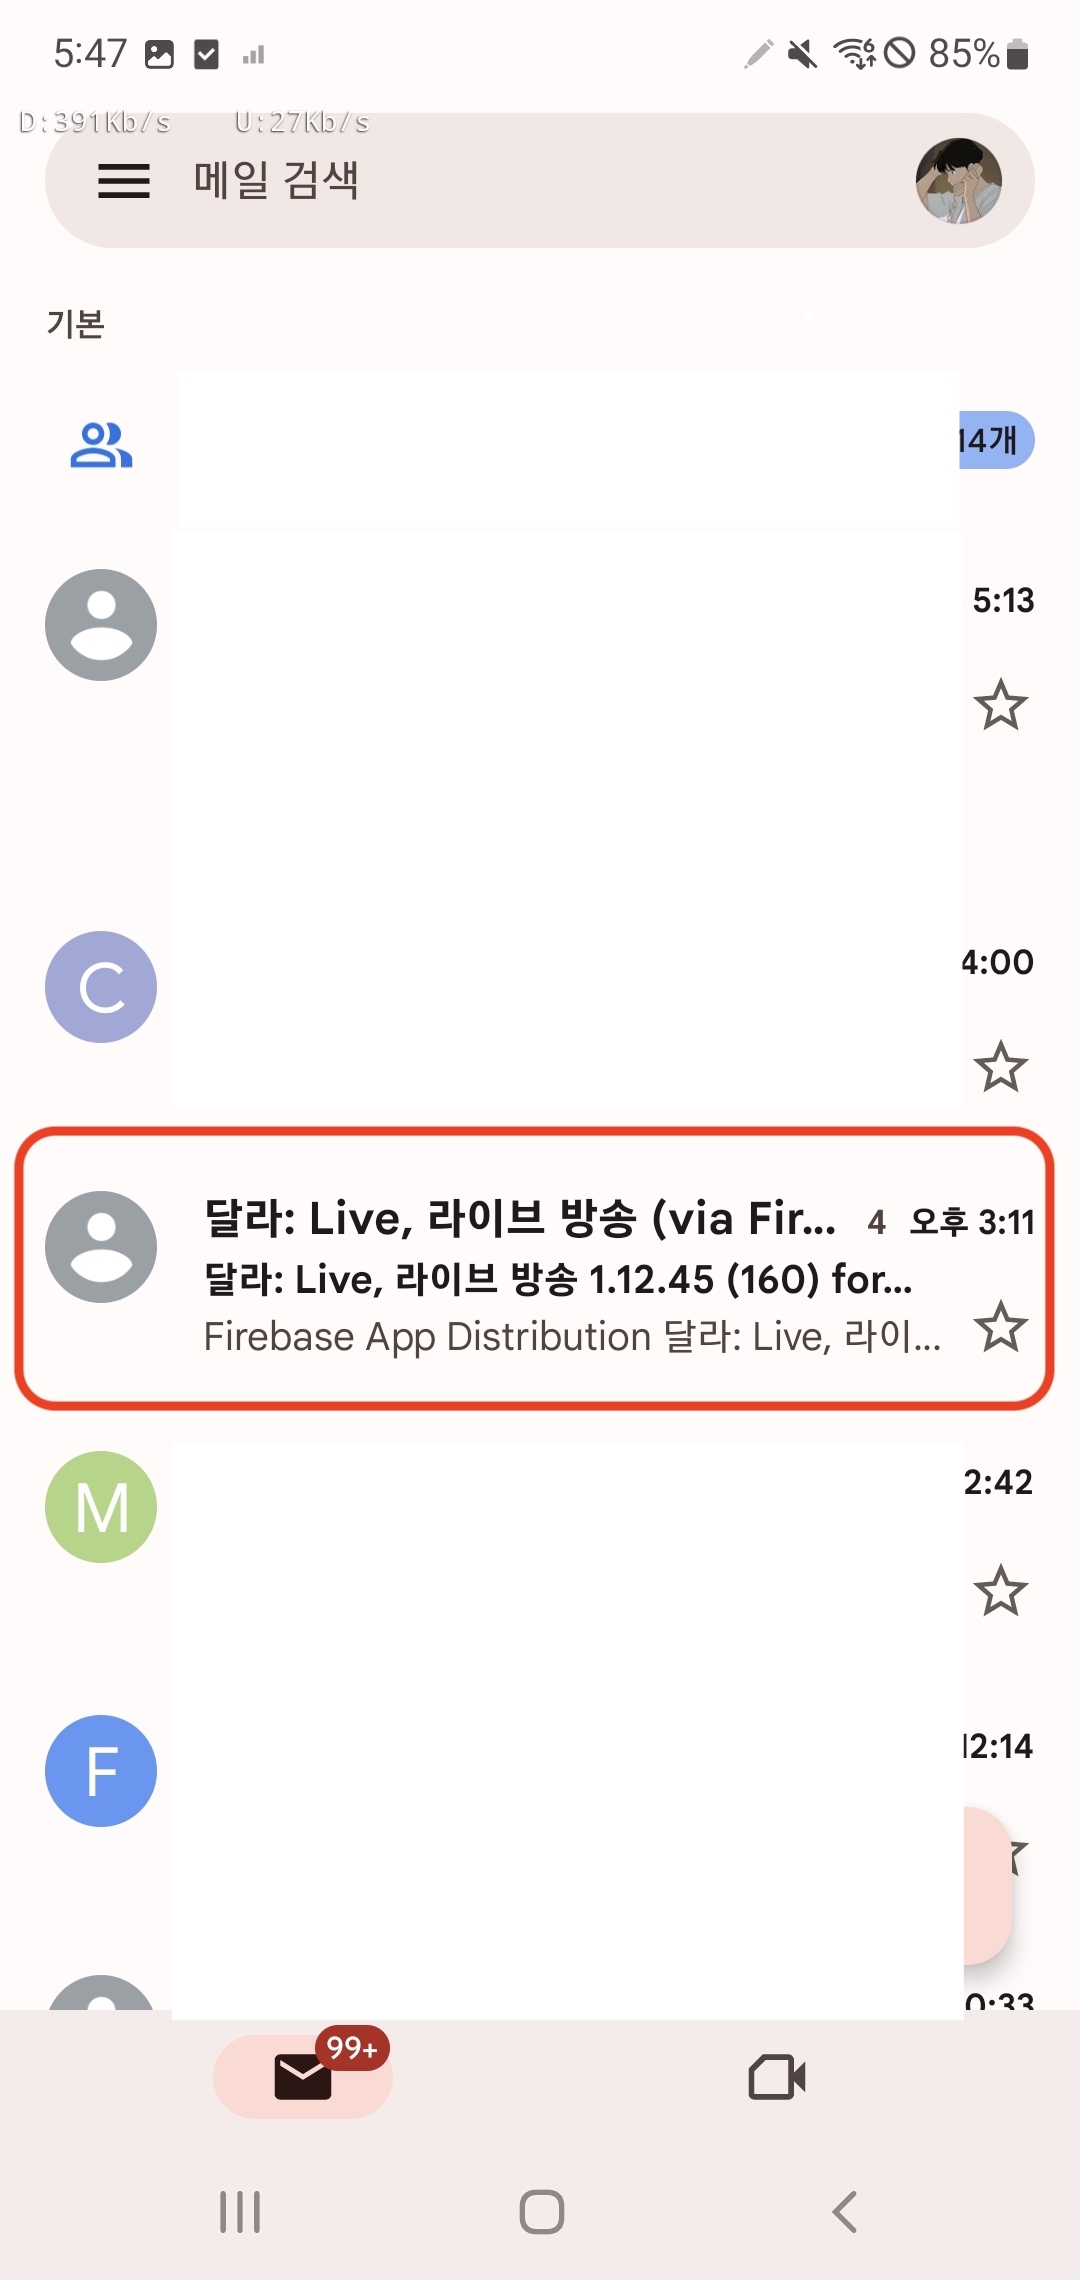 5:47
85%
D:391Kb/s U:27Kb/s
메일 검색
기본
14개
5:13
C
4:00
달라: Live, 라이브 방송 (via Fir... 4 오후 3:11
달라: Live, 라이브 방송 1.12.45 (160) for...
Firebase App Distribution 달라: Live, 라이...
M
2:42
F
12:14
0:33
99+